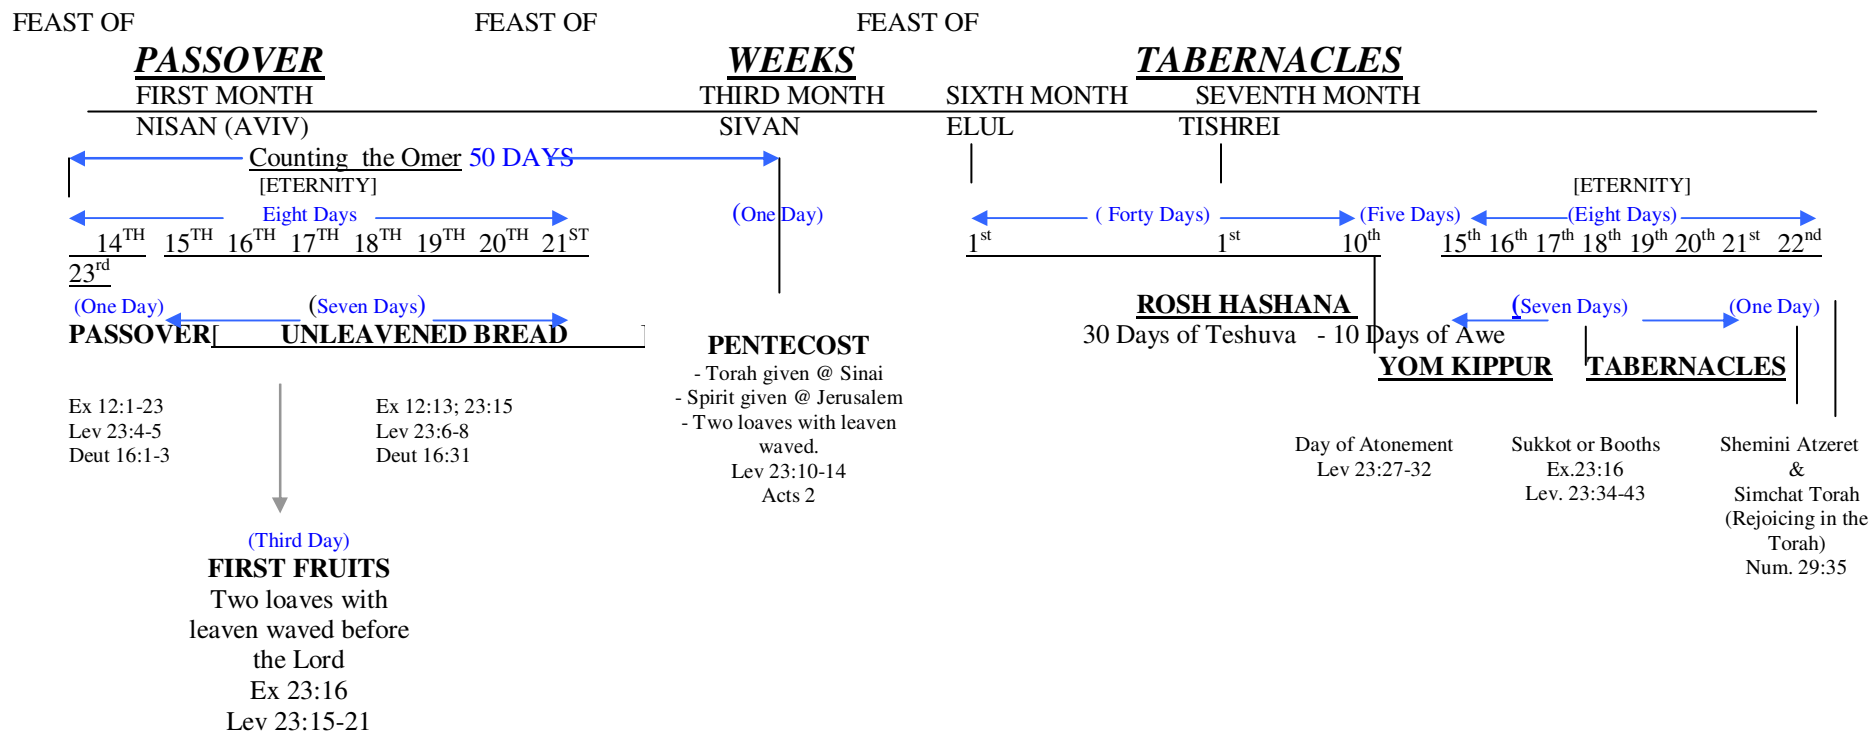 FEAST OF FEAST OF FEAST OF
PASSOVER WEEKS TABERNACLES
FIRST MONTH THIRD MONTH SIXTH MONTH SEVENTH MONTH
NISAN (AVIV) SIVAN ELUL TISHREI
Counting the Omer 50 DAYS
[ETERNITY] [ETERNITY]
Eight Days (One Day) ( Forty Days) (Five Days) (Eight Days)
14TH 15TH 16TH 17TH 18TH 19TH 20TH 21ST 1st 1st 10th 15th 16th 17th 18th 19th 20th 21st 22nd
23rd
(One Day) (Seven Days) ROSH HASHANA (Seven Days) (One Day)
PASSOVER[ UNLEAVENED BREAD ]
30 Days of Teshuva - 10 Days of Awe
PENTECOST
- Torah given @ Sinai
- Spirit given @ Jerusalem
- Two loaves with leaven
waved.
Lev 23:10-14
Acts 2
YOM KIPPUR TABERNACLES
Ex 12:1-23
Lev 23:4-5
Deut 16:1-3
Ex 12:13; 23:15
Lev 23:6-8
Deut 16:31
Day of Atonement
Lev 23:27-32
Sukkot or Booths
Ex.23:16
Lev. 23:34-43
Shemini Atzeret
&
Simchat Torah
(Rejoicing in the
Torah)
Num. 29:35
(Third Day)
FIRST FRUITS
Two loaves with
leaven waved before
the Lord
Ex 23:16
Lev 23:15-21